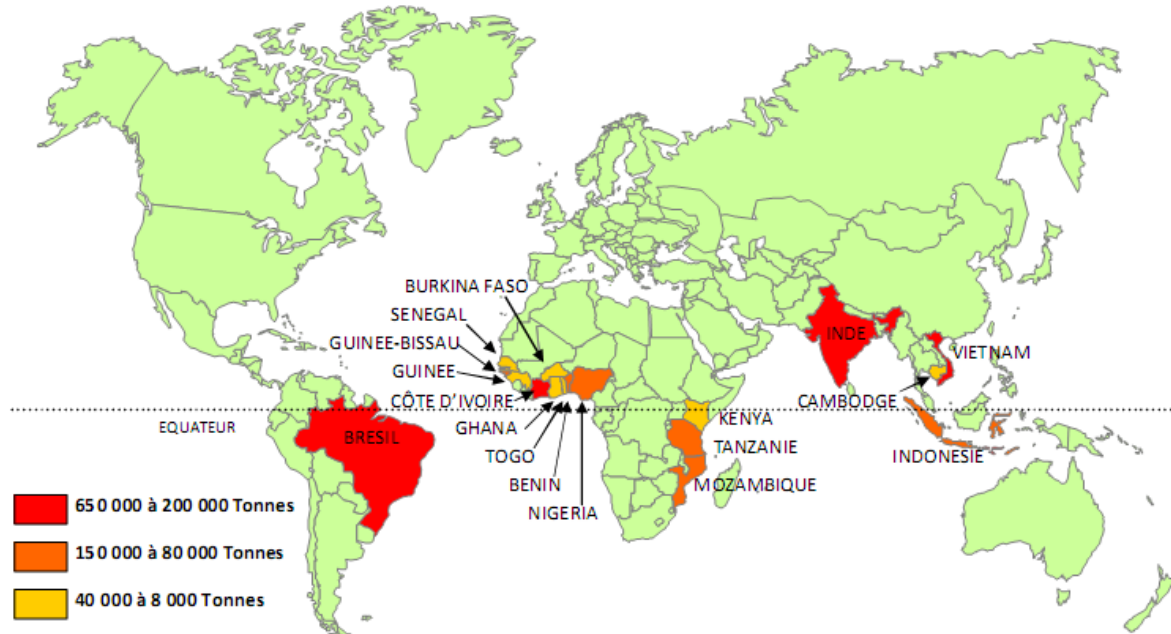 BURKINA FASO
SENEGAL
GUINEE-BISSAU
GUINEE
CÔTE D'IVOIRE
GHANA
TOGO
BENIN
NIGERIA
EQUATEUR
BRESIL
INDE
VIETNAM
CAMBODGE
KENYA
TANZANIE
MOZAMBIQUE
INDONESIE
650 000 à 200 000 Tonnes
150 000 à 80 000 Tonnes
40 000 à 8 000 Tonnes